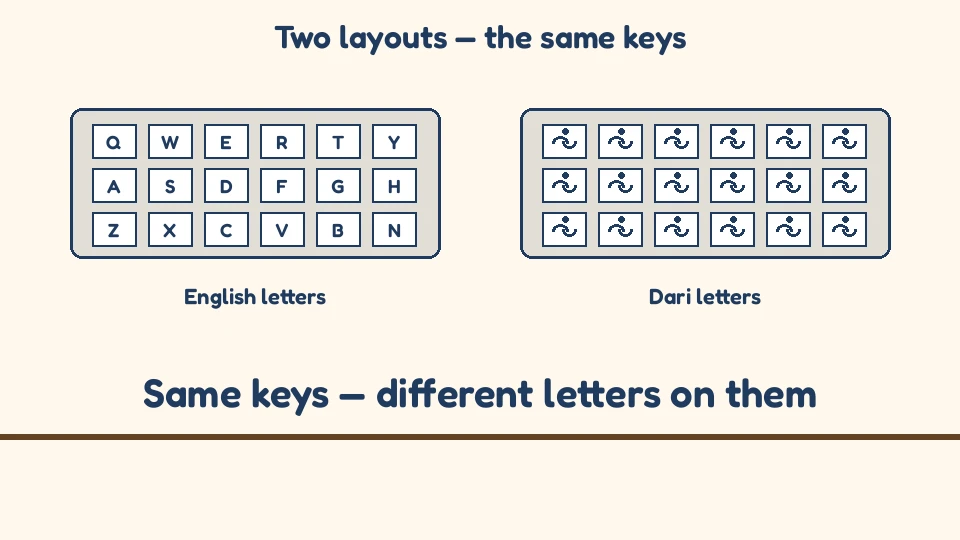 Two layouts — the same keys
Q W E R T Y
A S D F G H
Z X C V B N
English letters
Dari letters
Same keys — different letters on them